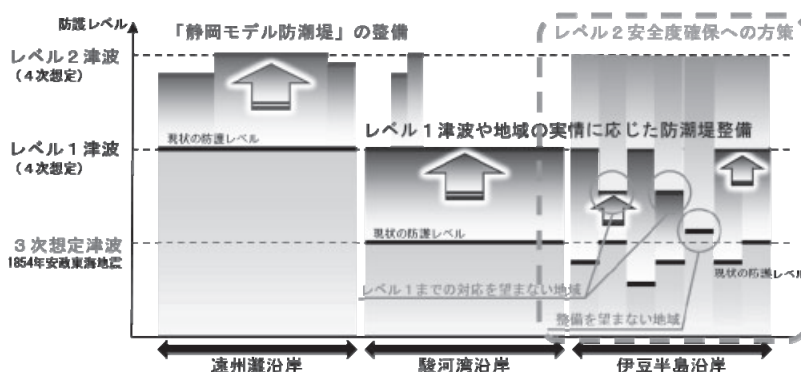 防護レベル
「静岡モデル防潮堤」の整備
レベル2安全度確保への方策
レベル2津波
(4次想定)
現状の防護レベル
レベル1津波や地域の実情に応じた防潮堤整備
レベル1津波
(4次想定)
現状の防護レベル
3次想定津波
1854年安政東海地震
現状の防護レベル
レベル1までの対応を望まない地域
整備を望まない地域
遠州灘沿岸
駿河湾沿岸
伊豆半島沿岸